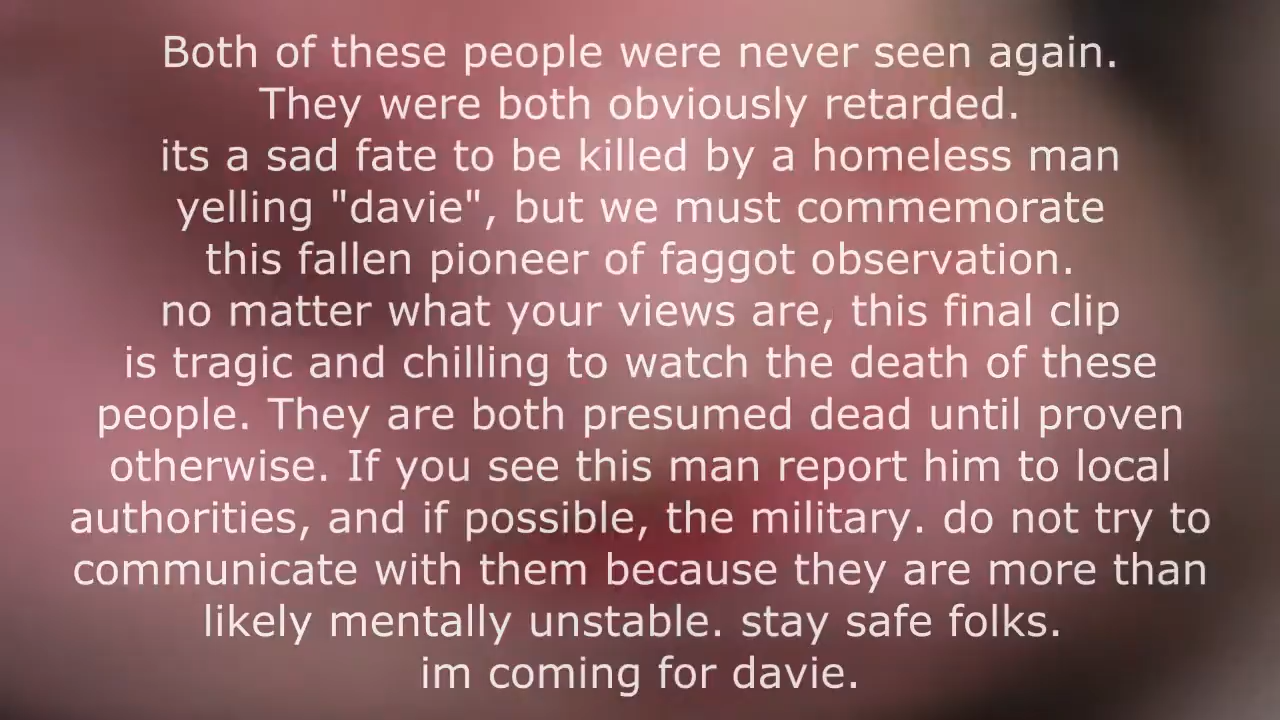 Both of these people were never seen again.
They were both obviously retarded.
its a sad fate to be killed by a homeless man
yelling "davie", but we must commemorate
this fallen pioneer of faggot observation.
no matter what your views are, this final clip
is tragic and chilling to watch the death of these
people. They are both presumed dead until proven
otherwise. If you see this man report him to local
authorities, and if possible, the military. do not try to
communicate with them because they are more than
likely mentally unstable. stay safe folks.
im coming for davie.